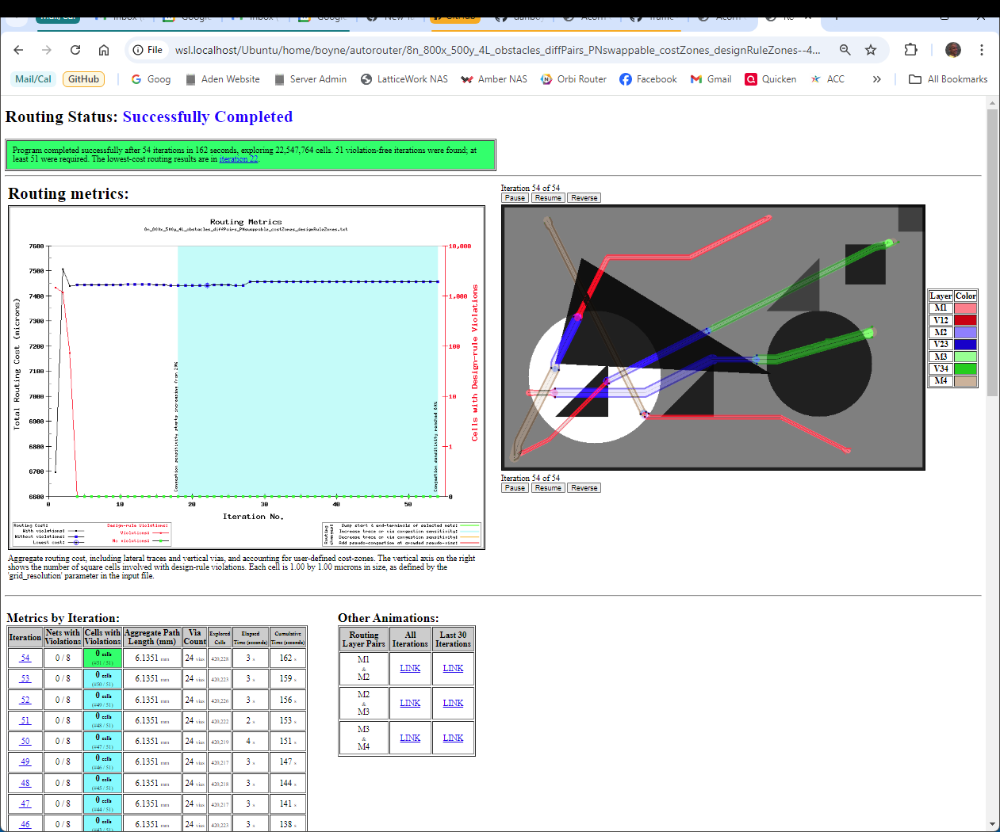 Mail/Cal
Inbox (
Google
Inbox (
Google
New Te
GitHub
danbo
Acorn
frame
Acorn
Re
File
wsl.localhost/Ubuntu/home/boyne/autorouter/8n_800x_500y_4L_obstacles_diffPairs_PNswappable_costZones_designRuleZones--4...
Mail/Cal
GitHub
Goog
Aden Website
Server Admin
LatticeWork NAS
Amber NAS
Orbi Router
Facebook
Gmail
Quicken
ACC
»
All Bookmarks
Routing Status: Successfully Completed
Program completed successfully after 54 iterations in 162 seconds, exploring 22,547,764 cells. 51 violation-free iterations were found; at
least 51 were required. The lowest-cost routing results are in iteration 22.
Routing metrics:
Routing Metrics
8n_800x_500y_4L_obstacles_diffPairs_PNswappable_costZones_designRuleZones.txt
Total Routing Cost (microns)
7600
7500
7400
7300
7200
7100
7000
6900
6800
6700
6600
10,000
1,000
100
10
1
0
Cells with Design-rule Violations
Congestion sensitivity starts increasing from 20%
Congestion sensitivity reached 60%
0
10
20
30
40
50
Iteration No.
Routing Cost:
With violations:
Without violations:
Lowest cost:
Design-rule Violations:
Violations:
No violations:
Routing changes:
Swap start & end-terminals of selected nets:
Increase trace or via congestion sensitivity:
Decrease trace or via congestion sensitivity:
Add pseudo-congestion at crowded pseudo-vias:
Aggregate routing cost, including lateral traces and vertical vias, and accounting for user-defined cost-zones. The vertical axis on the right
shows the number of square cells involved with design-rule violations. Each cell is 1.00 by 1.00 microns in size, as defined by the
'grid_resolution' parameter in the input file.
Iteration 54 of 54
Pause Resume Reverse
Iteration 54 of 54
Pause Resume Reverse
Layer Color
M1
V12
M2
V23
M3
V34
M4
Metrics by Iteration:
Iteration Nets with Violations Cells with Violations Aggregate Path Length (mm) Via Count Explored Cells Elapsed Time (seconds) Cumulative Time (seconds)
54 0 / 8 0 cells (#51 / 51) 6.1351 mm 24 vias 420,228 3 s 162 s
53 0 / 8 0 cells (#50 / 51) 6.1351 mm 24 vias 420,223 3 s 159 s
52 0 / 8 0 cells (#49 / 51) 6.1351 mm 24 vias 420,226 3 s 156 s
51 0 / 8 0 cells (#48 / 51) 6.1351 mm 24 vias 420,222 2 s 153 s
50 0 / 8 0 cells (#47 / 51) 6.1351 mm 24 vias 420,219 4 s 151 s
49 0 / 8 0 cells (#46 / 51) 6.1351 mm 24 vias 420,217 3 s 147 s
48 0 / 8 0 cells (#45 / 51) 6.1351 mm 24 vias 420,218 3 s 144 s
47 0 / 8 0 cells (#44 / 51) 6.1351 mm 24 vias 420,217 3 s 141 s
46 0 / 8 0 cells (#43 / 51) 6.1351 mm 24 vias 420,223 3 s 138 s
Other Animations:
Routing Layer Pairs All Iterations Last 30 Iterations
M1 & M2 LINK LINK
M2 & M3 LINK LINK
M3 & M4 LINK LINK